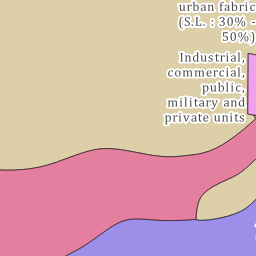 urban fabric
(S.L. : 30% -
50%)
Industrial,
commercial,
public,
military and
private units